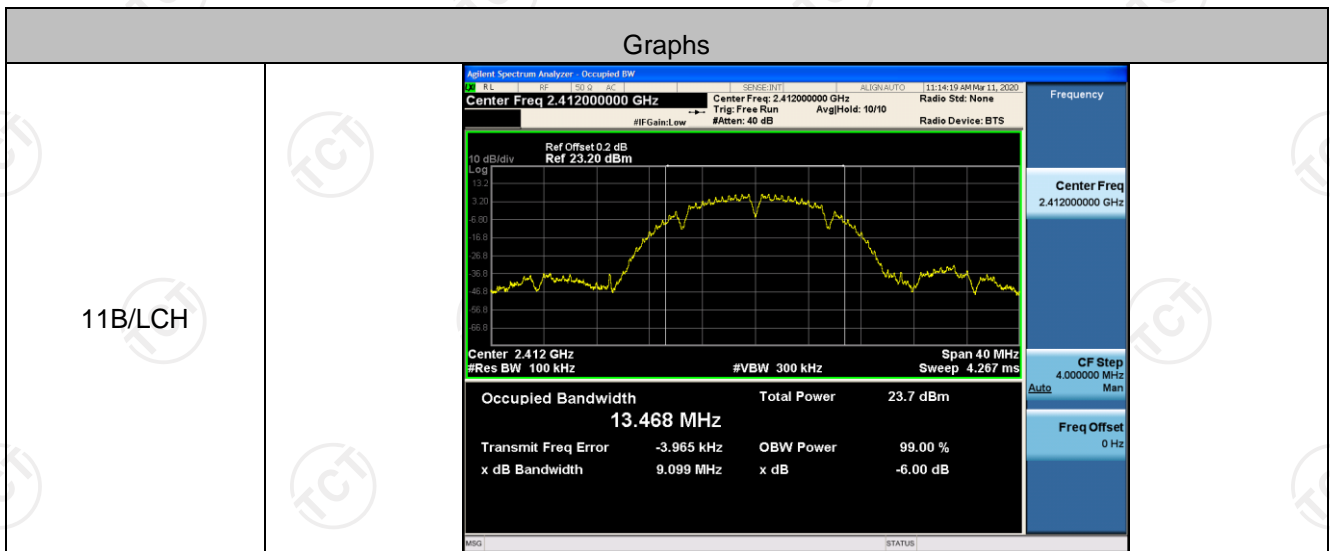 Graphs
11B/LCH
Agilent Spectrum Analyzer - Occupied BW
RL RF 50 Ω AC SENSE:INT ALIGNAUTO 11:14:19 AM Mar 11, 2020
Center Freq 2.412000000 GHz
Center Freq: 2.412000000 GHz
Radio Std: None
Trig: Free Run Avg|Hold: 10/10
#IFGain:Low #Atten: 40 dB Radio Device: BTS
Ref Offset 0.2 dB
10 dB/div Ref 23.20 dBm
Log
13.2
3.20
-6.80
-16.8
-26.8
-36.8
-46.8
-56.8
-66.8
Center 2.412 GHz Span 40 MHz
#Res BW 100 kHz #VBW 300 kHz Sweep 4.267 ms
Occupied Bandwidth Total Power 23.7 dBm
13.468 MHz
Transmit Freq Error -3.965 kHz OBW Power 99.00 %
x dB Bandwidth 9.099 MHz x dB -6.00 dB
MSG STATUS
Frequency
Center Freq
2.412000000 GHz
CF Step
4.000000 MHz
Auto Man
Freq Offset
0 Hz
TCT
TCT
TCT
TCT
TCT
TCT